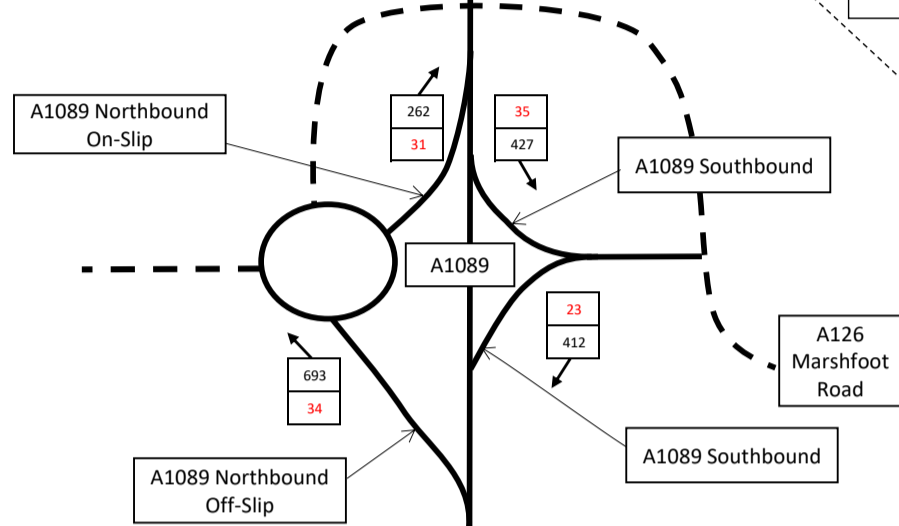 A1089 Northbound
On-Slip
262
31
35
427
A1089 Southbound
A1089
23
412
693
34
A126
Marshfoot
Road
A1089 Northbound
Off-Slip
A1089 Southbound